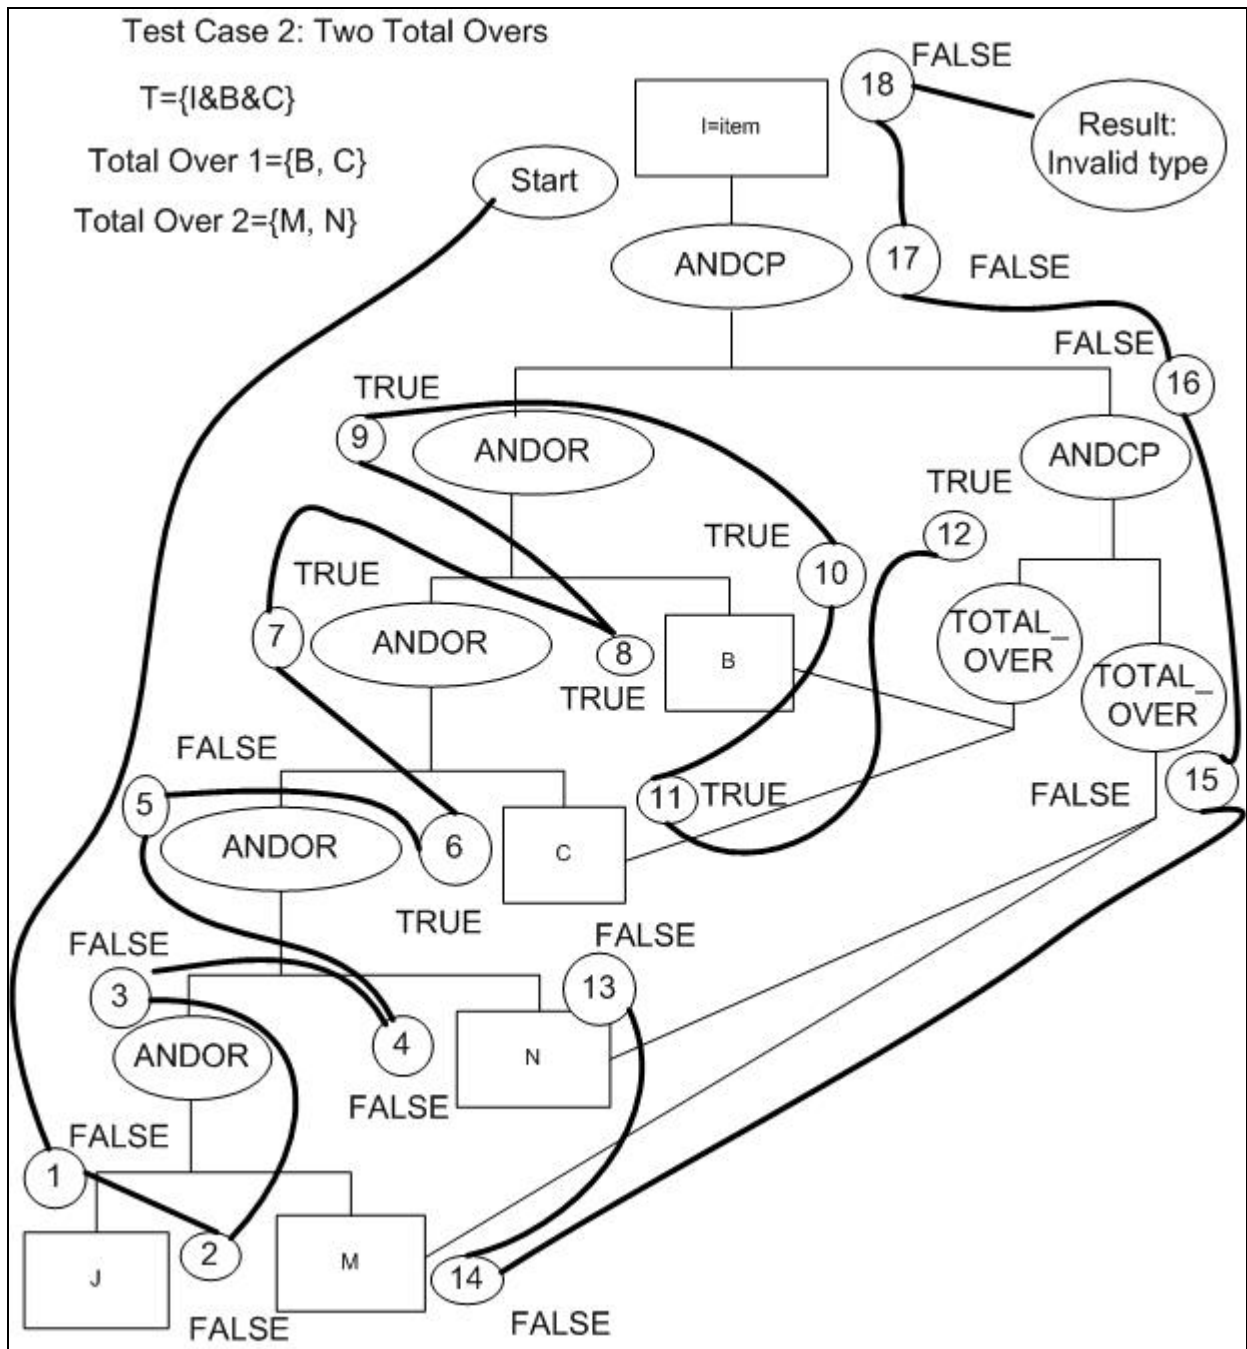 Test Case 2: Two Total Overs
T={I&B&C}
Total Over 1={B, C}
Total Over 2={M, N}
Start
I=item
18
FALSE
Result:
Invalid type
ANDCP
17
FALSE
FALSE
16
TRUE
9
ANDOR
ANDCP
TRUE
12
TRUE
10
TRUE
7
ANDOR
8
TRUE
B
TOTAL_
OVER
TOTAL_
OVER
FALSE
5
ANDOR
6
TRUE
C
11
TRUE
FALSE
15
FALSE
3
ANDOR
4
FALSE
N
FALSE
13
FALSE
1
J
2
FALSE
M
14
FALSE